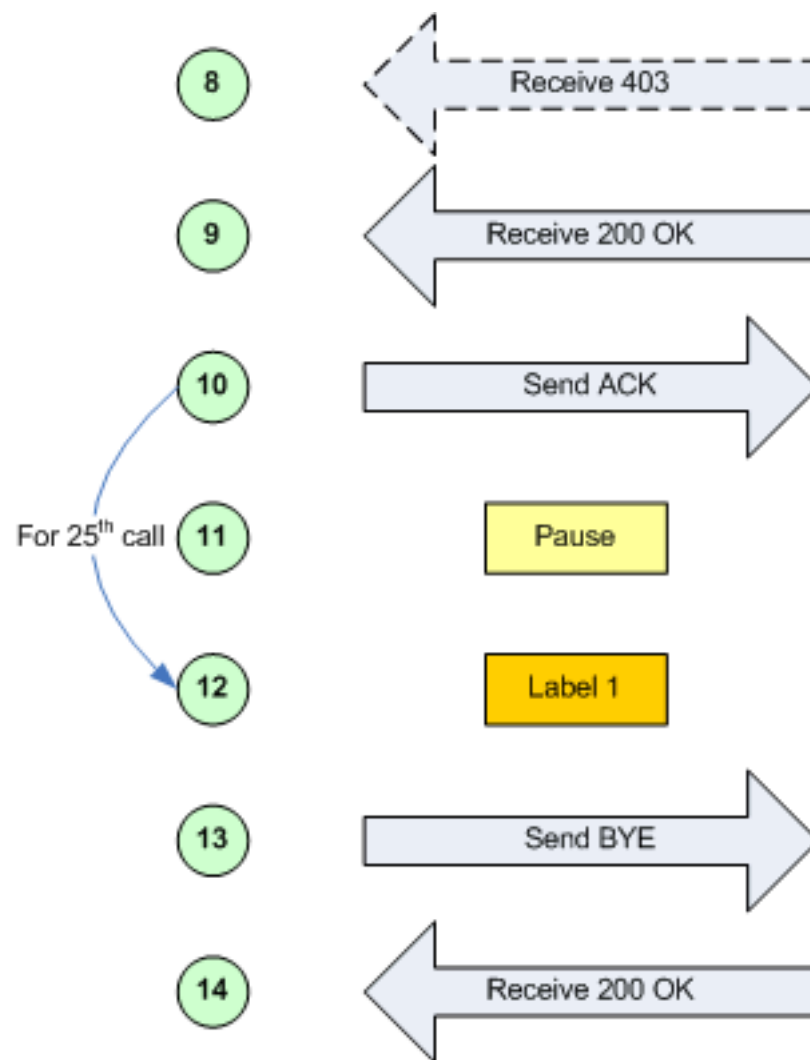 8 Receive 403
9 Receive 200 OK
10 Send ACK
For 25th call 11 Pause
12 Label 1
13 Send BYE
14 Receive 200 OK